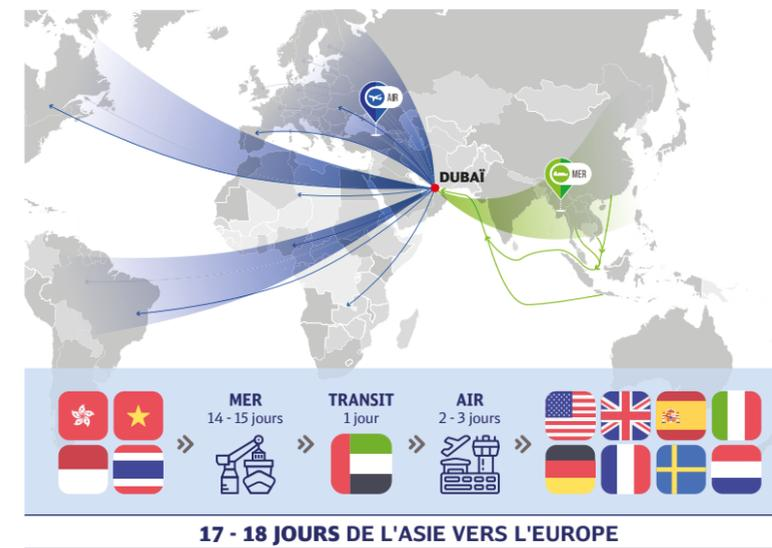 AIR
DUBAÏ
MER
MER
14 - 15 jours
TRANSIT
1 jour
AIR
2 - 3 jours
17 - 18 JOURS DE L'ASIE VERS L'EUROPE